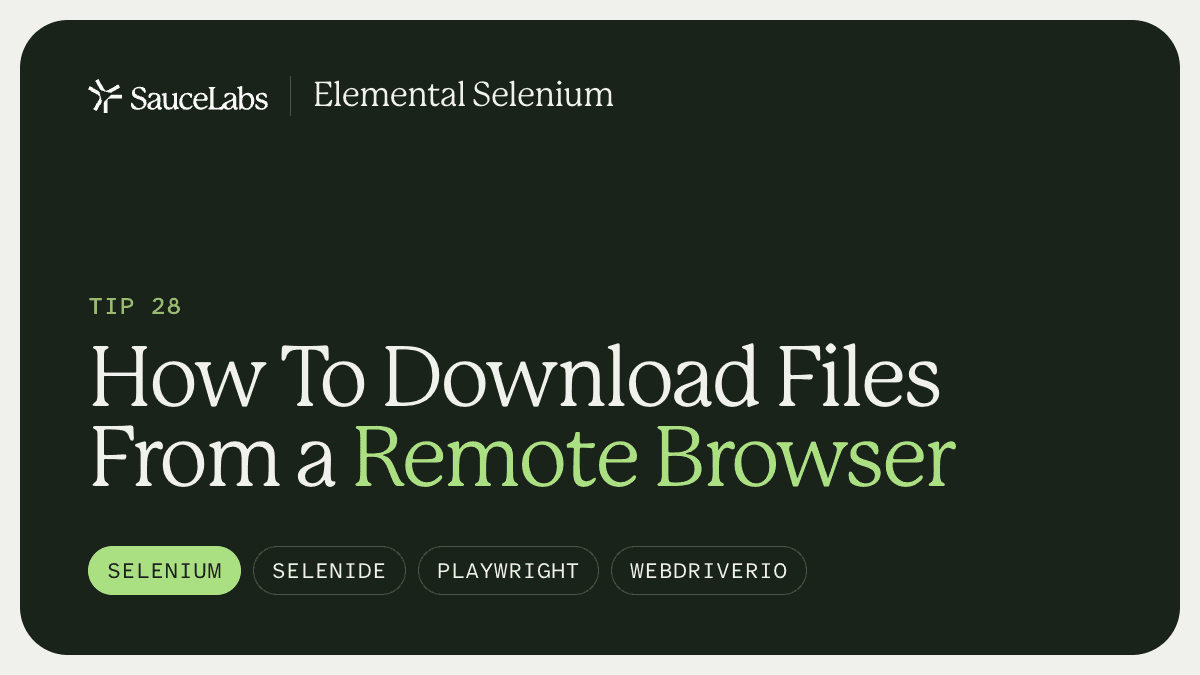 SauceLabs | Elemental Selenium
TIP 28
How To Download Files
From a Remote Browser
SELENIUM SELENIDE PLAYWRIGHT WEBDRIVERIO